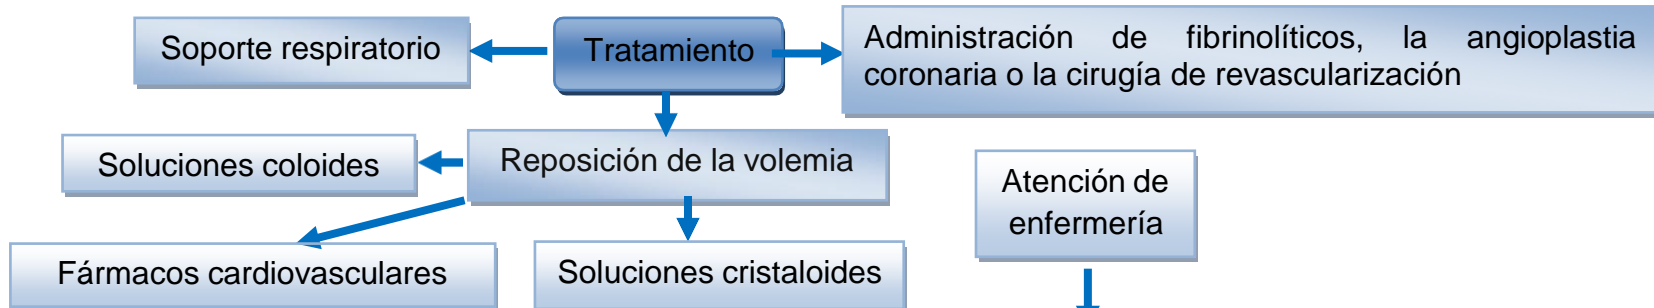 Soporte respiratorio
Tratamiento
Administración de fibrinolíticos, la angioplastia
coronaria o la cirugía de revascularización
Soluciones coloides
Reposición de la volemia
Atención de
enfermería
Fármacos cardiovasculares
Soluciones cristaloides